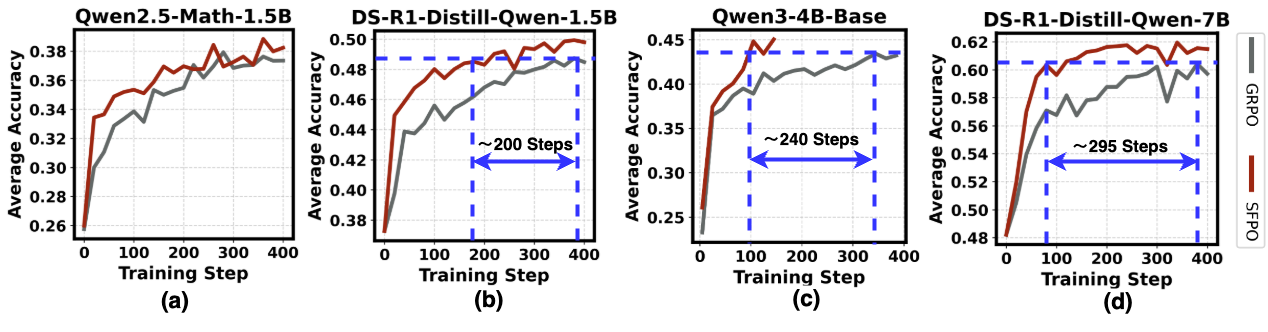 Qwen2.5-Math-1.5B
Average Accuracy
0.38
0.36
0.34
0.32
0.30
0.28
0.26
0 100 200 300 400
Training Step
(a)
DS-R1-Distill-Qwen-1.5B
Average Accuracy
0.50
0.48
0.46
0.44
0.42
0.40
0.38
~200 Steps
0 100 200 300 400
Training Step
(b)
Qwen3-4B-Base
Average Accuracy
0.45
0.40
0.35
0.30
0.25
~240 Steps
0 100 200 300 400
Training Step
(c)
DS-R1-Distill-Qwen-7B
Average Accuracy
0.62
0.60
0.58
0.56
0.54
0.52
0.50
0.48
~295 Steps
0 100 200 300 400
Training Step
(d)
GRPO
SFPO